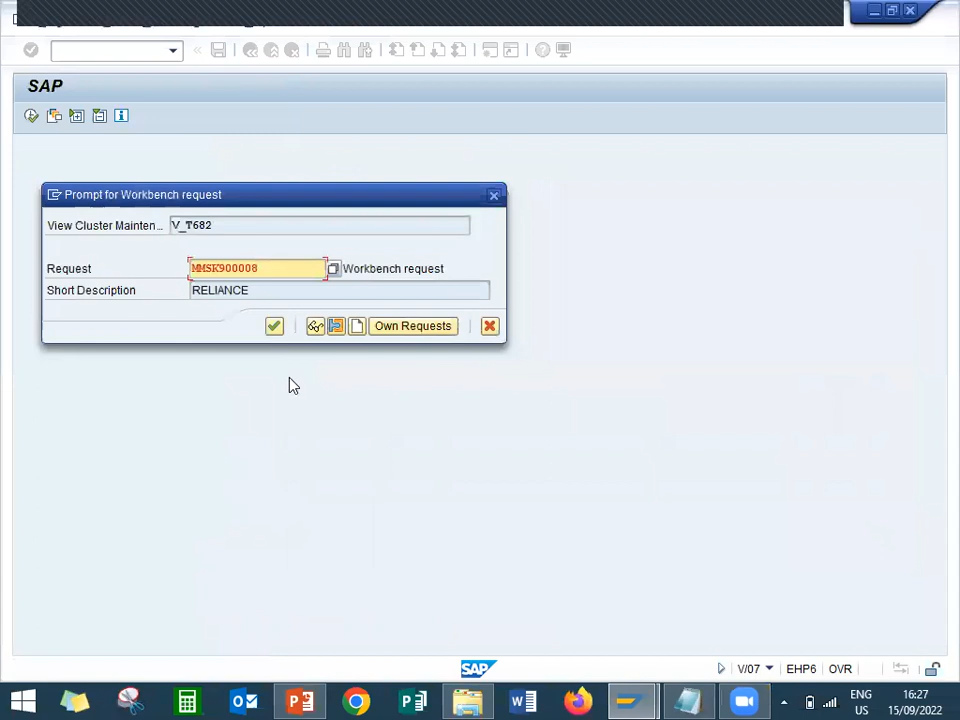 SAP
Prompt for Workbench request
View Cluster Mainten... V_T682
Request MMSK900008 Workbench request
Short Description RELIANCE
Own Requests
SAP
V/07 EHP6 OVR
ENG 16:27
US 15/09/2022